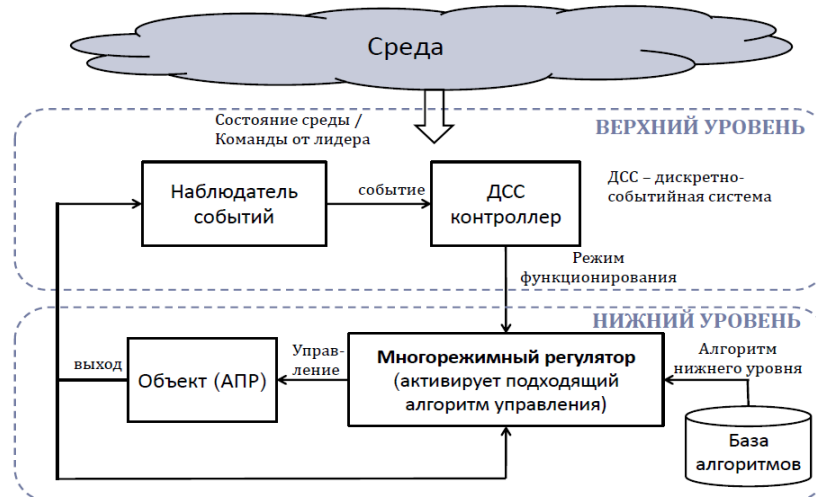 Среда
Состояние среды /
Команды от лидера
ВЕРХНИЙ УРОВЕНЬ
Наблюдатель
событий
событие
ДСС
контроллер
ДСС – дискретно-
событийная система
Режим
функционирования
НИЖНИЙ УРОВЕНЬ
выход
Объект (АПР)
Управ-
ление
Многорежимный регулятор
(активирует подходящий
алгоритм управления)
Алгоритм
нижнего уровня
База
алгоритмов